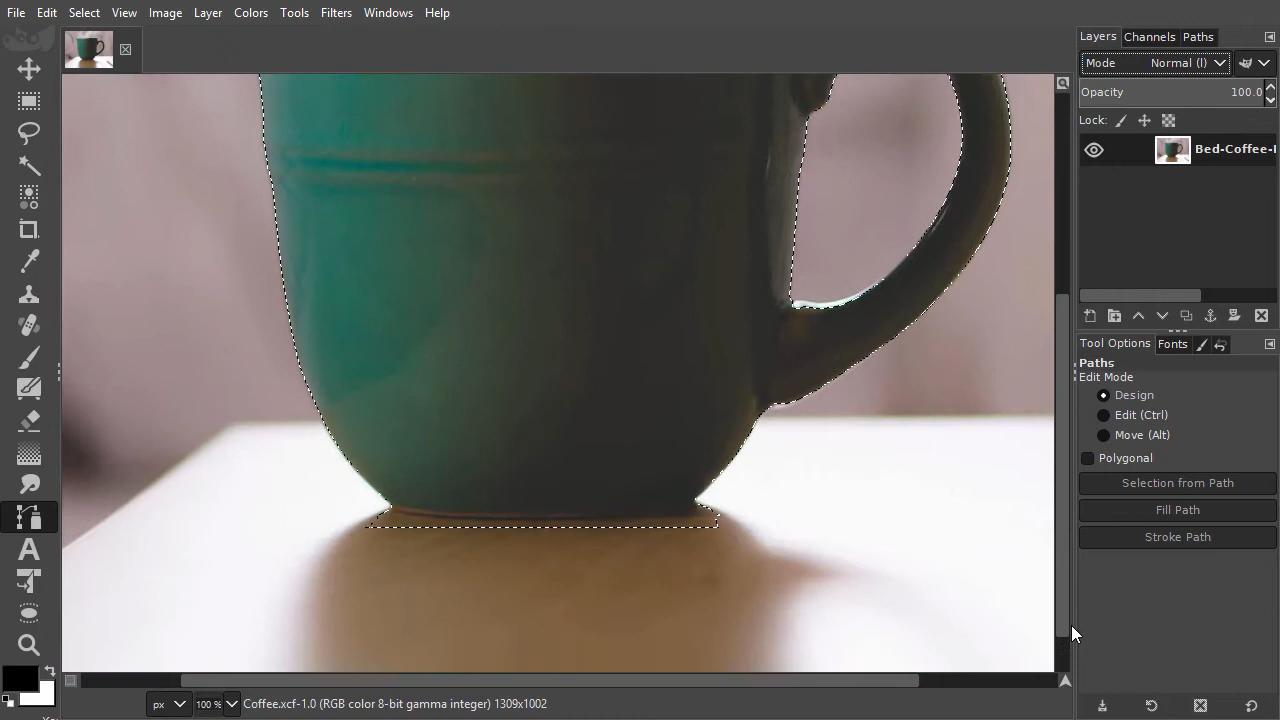 File Edit Select View Image Layer Colors Tools Filters Windows Help
Layers Channels Paths
Mode Normal (l)
Opacity 100.0
Lock:
Bed-Coffee-
Tool Options Fonts
Paths
Edit Mode
Design
Edit (Ctrl)
Move (Alt)
Polygonal
Selection from Path
Fill Path
Stroke Path
px 100 % Coffee.xcf-1.0 (RGB color 8-bit gamma integer) 1309x1002